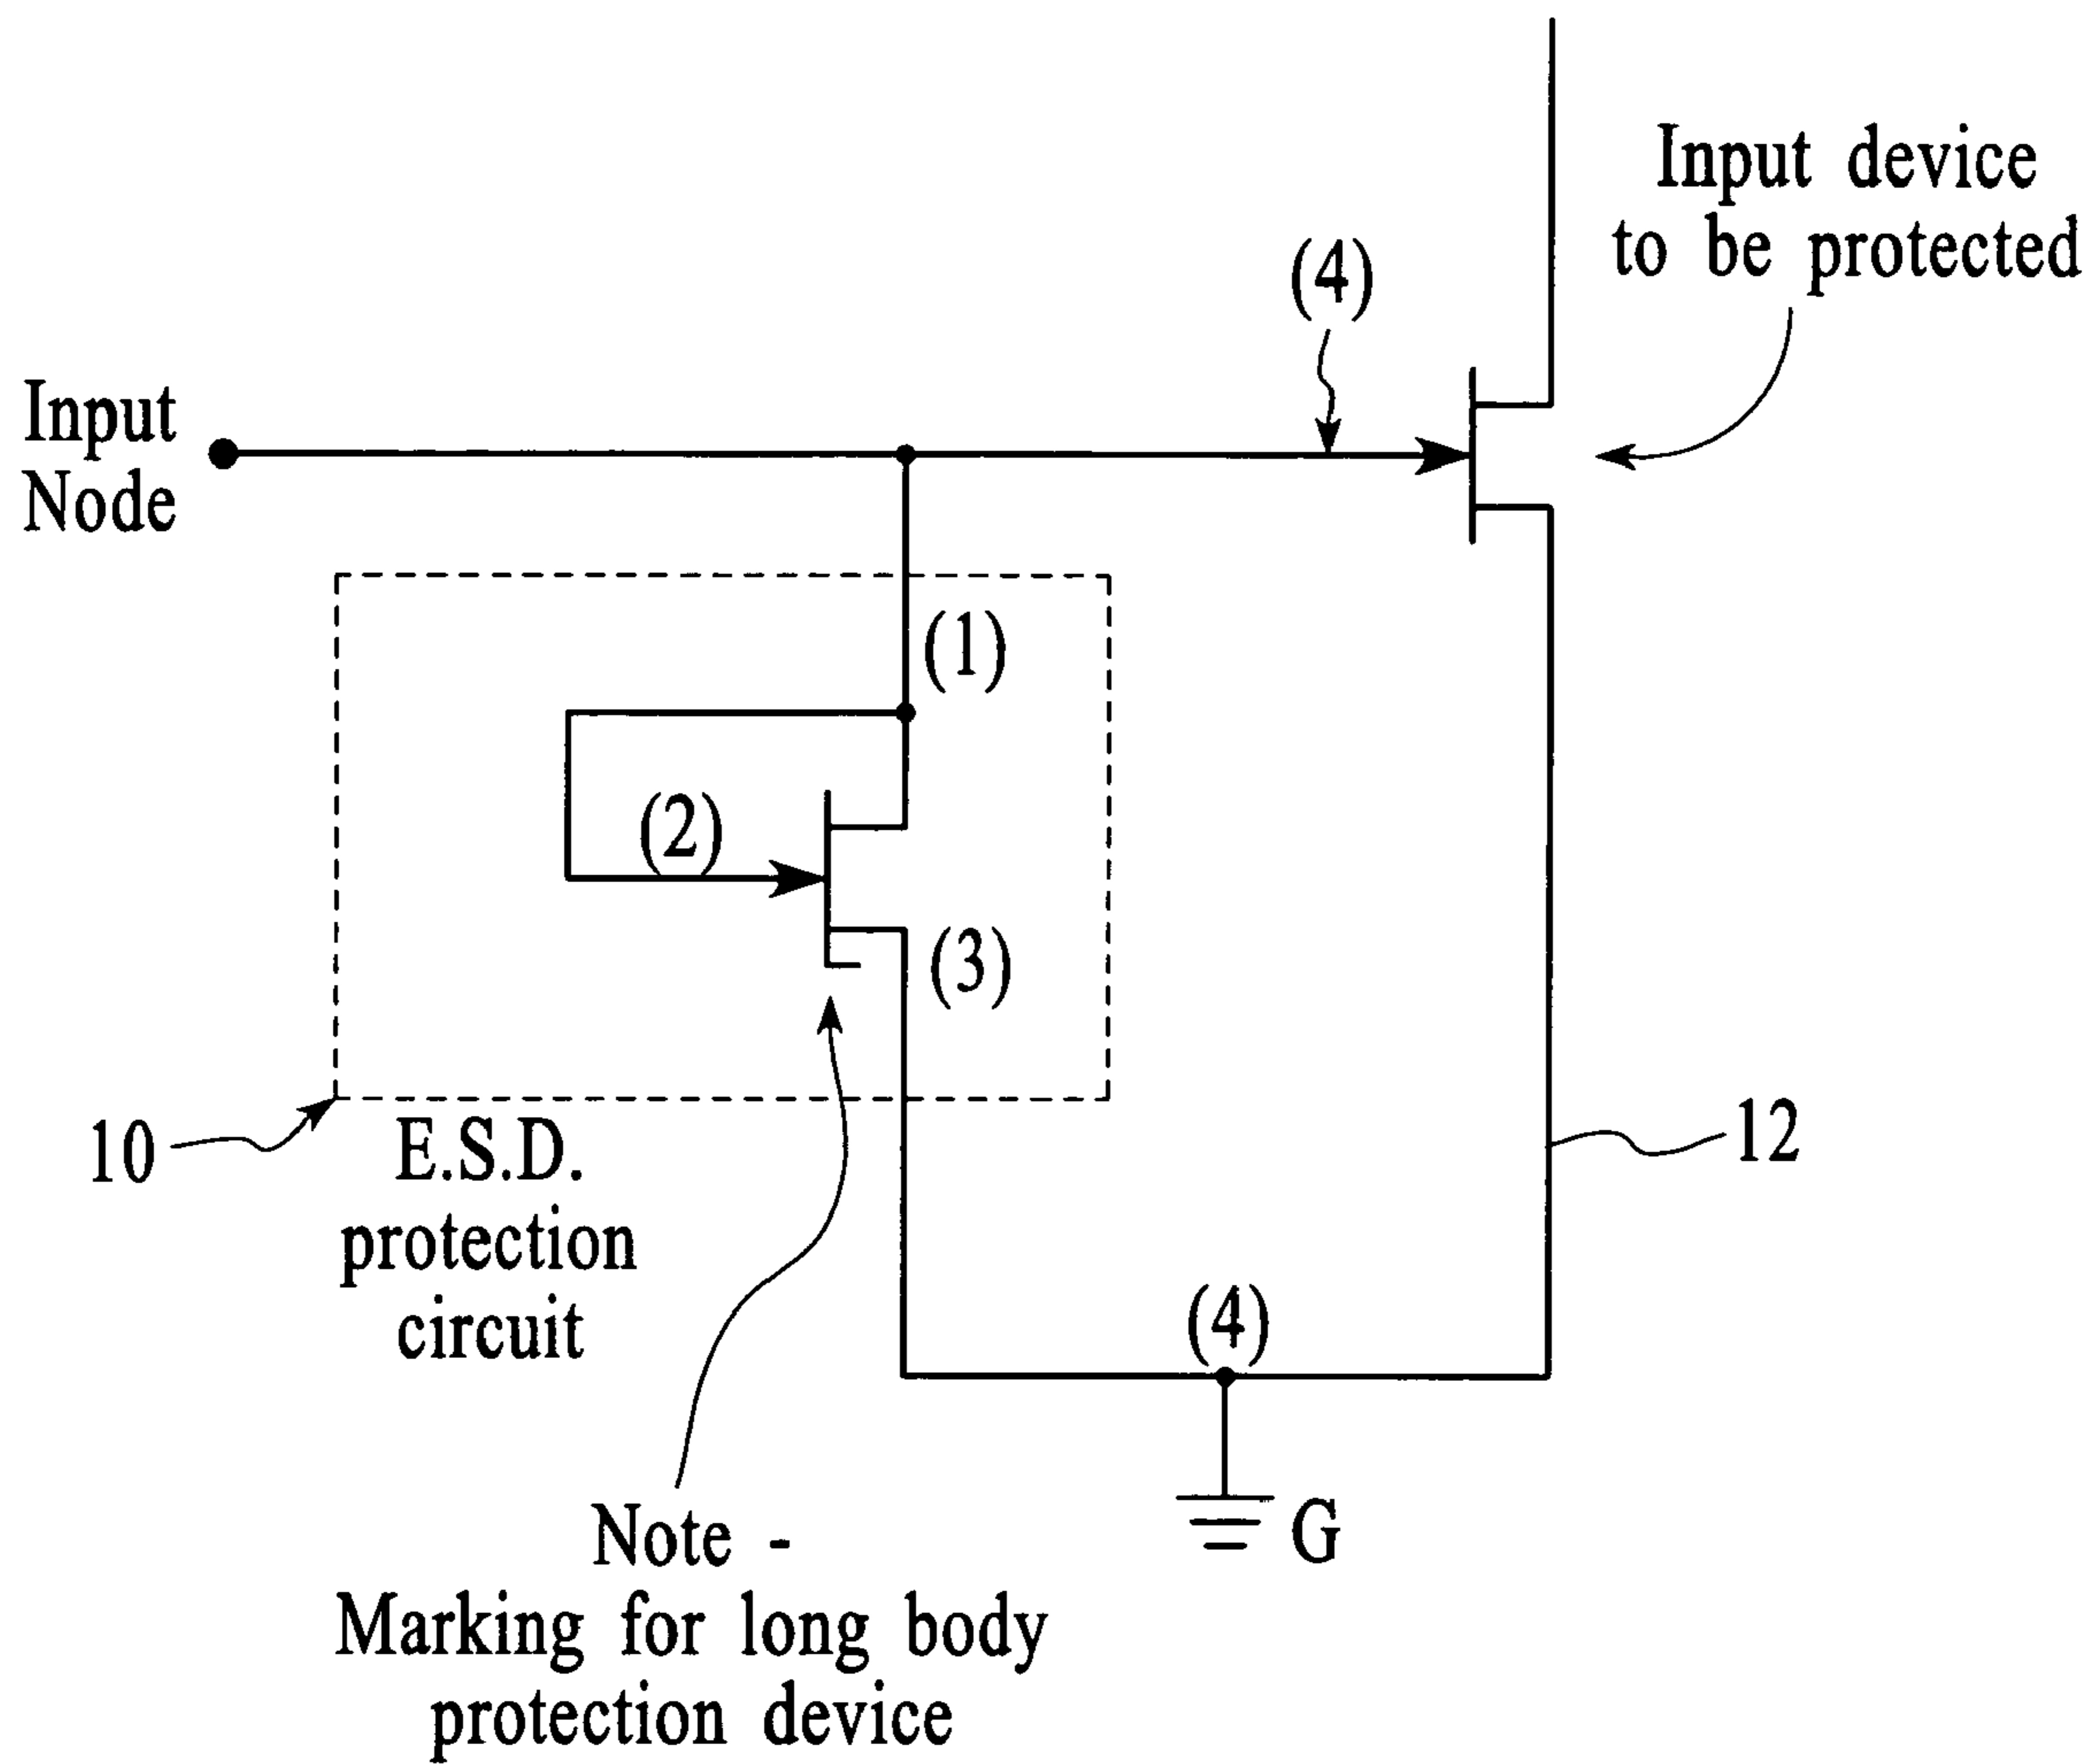 Input device
to be protected
(4)
Input
Node
(1)
(2)
(3)
10
E.S.D.
protection
circuit
12
(4)
G
Note -
Marking for long body
protection device